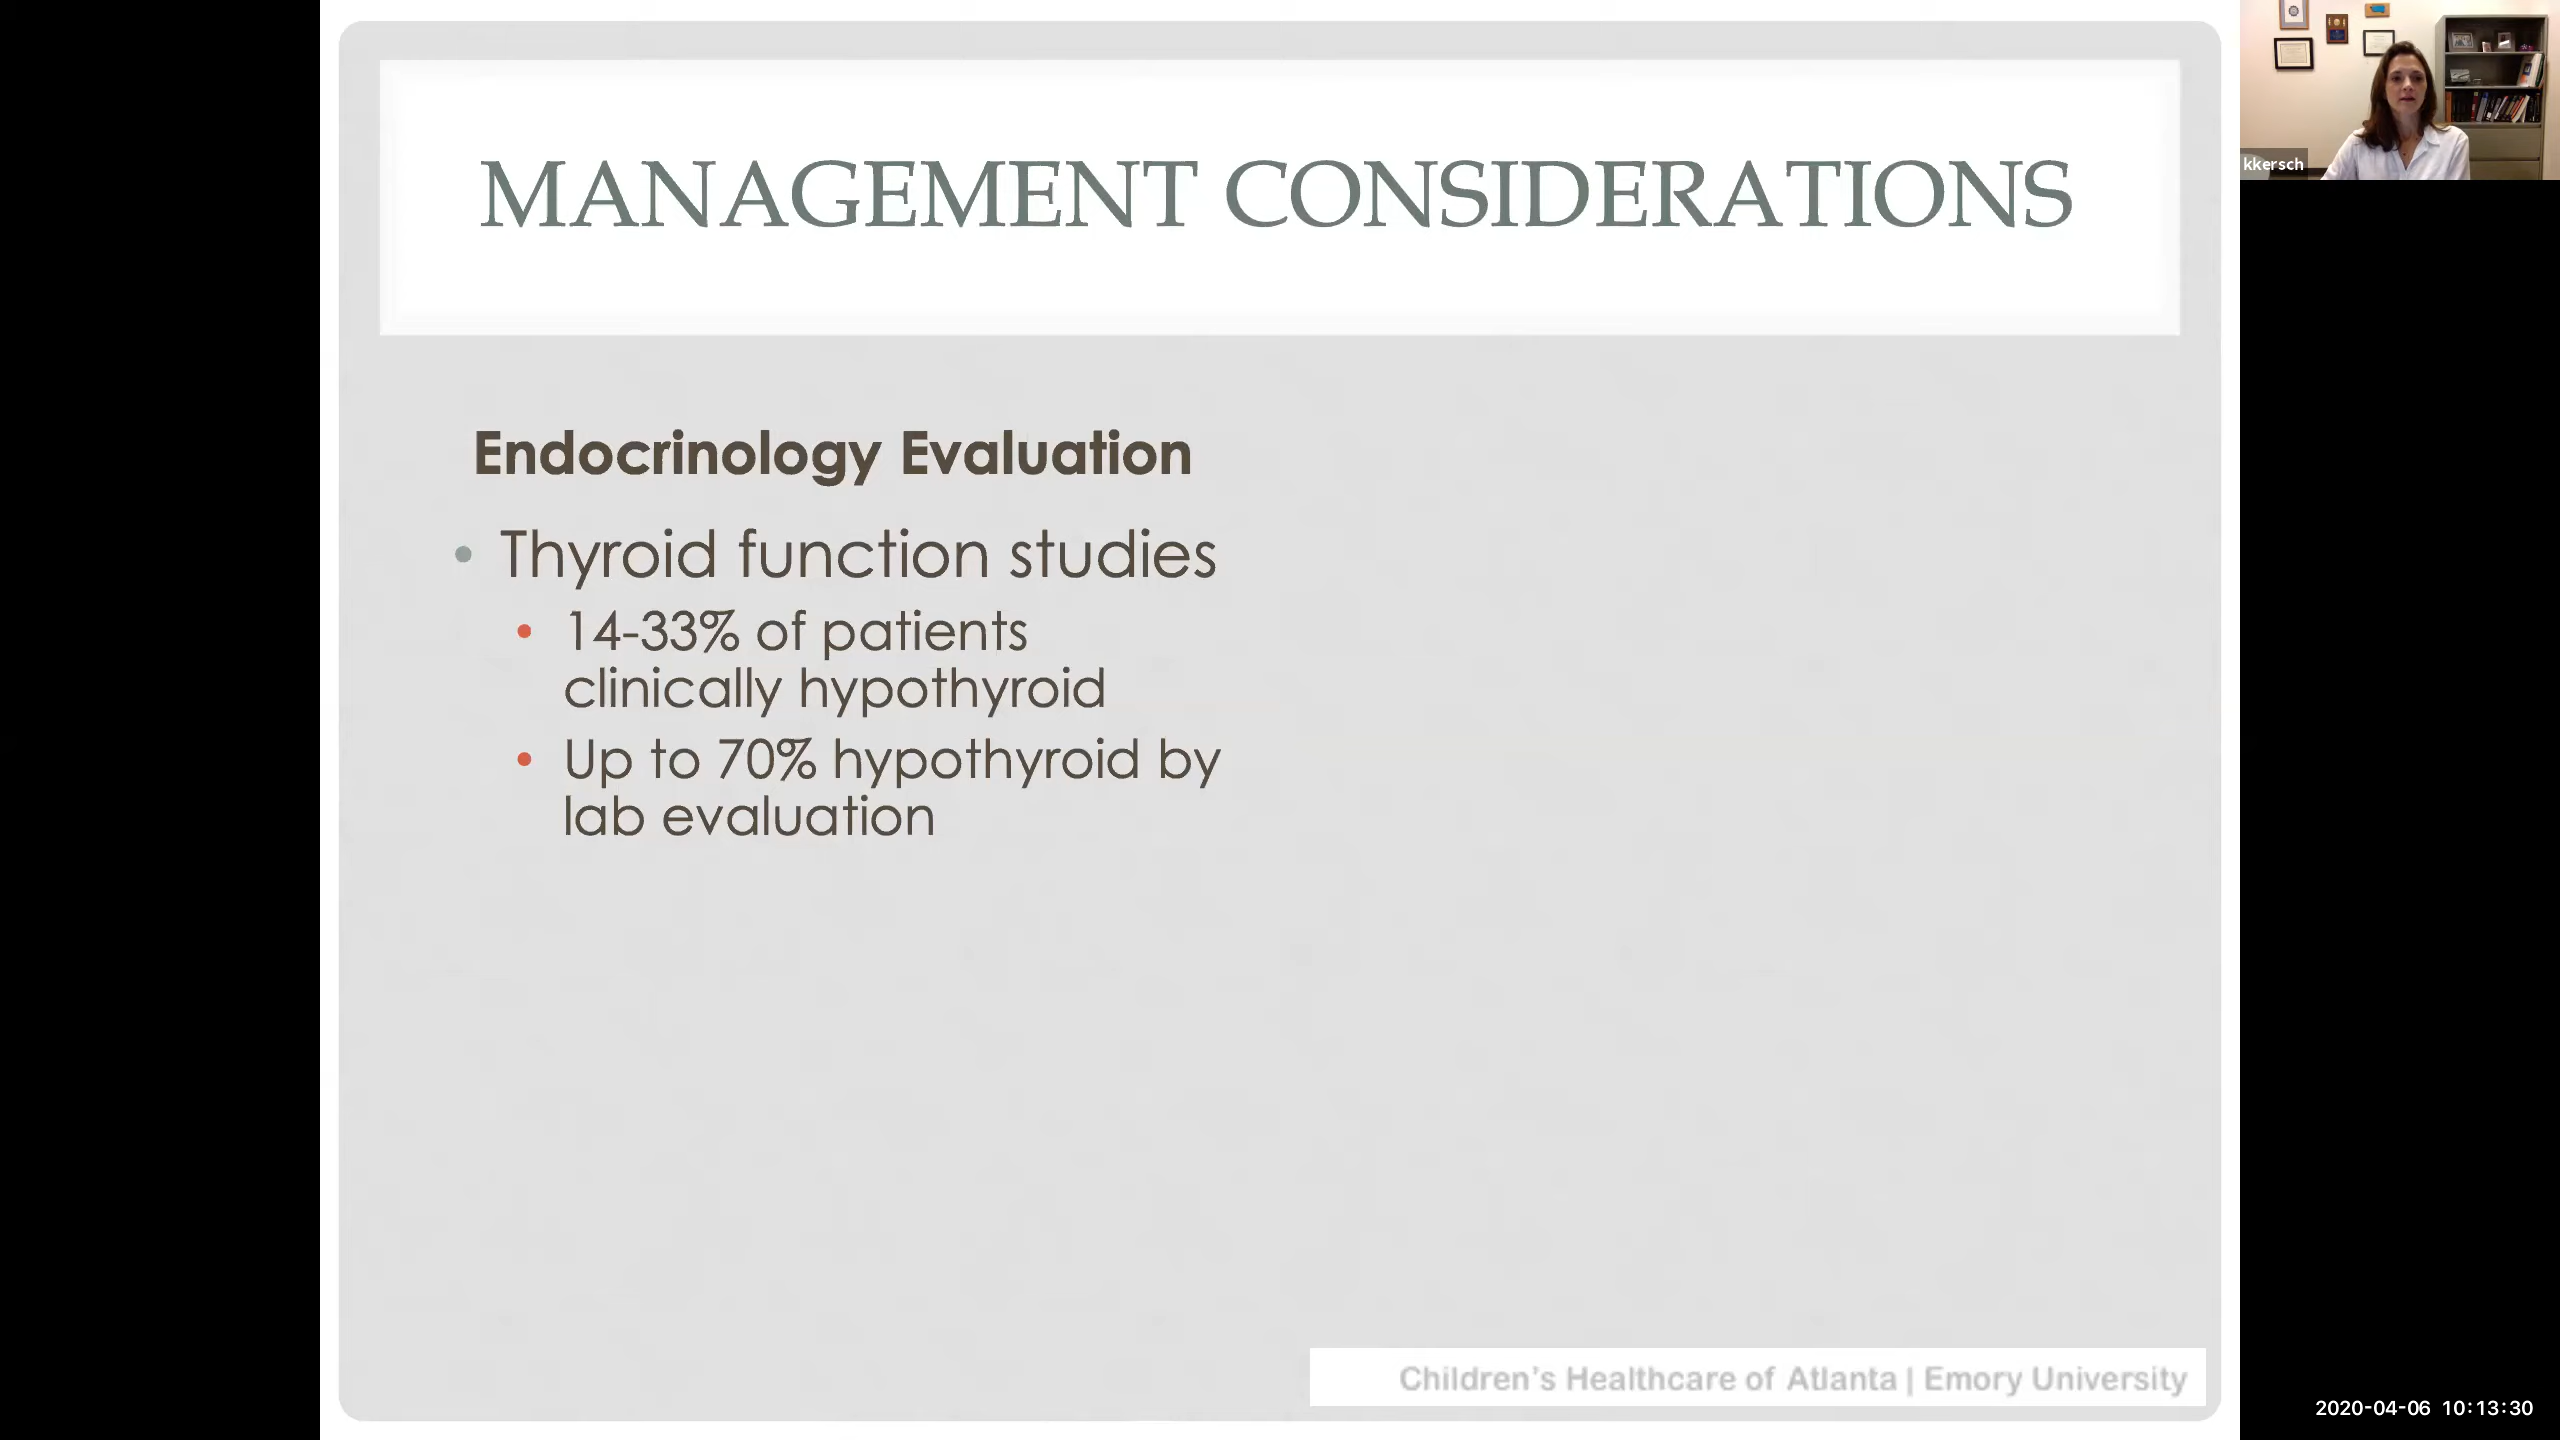 MANAGEMENT CONSIDERATIONS
kkersch
Endocrinology Evaluation
• Thyroid function studies
• 14-33% of patients
clinically hypothyroid
• Up to 70% hypothyroid by
lab evaluation
Children's Healthcare of Atlanta | Emory University
2020-04-06 10:13:30